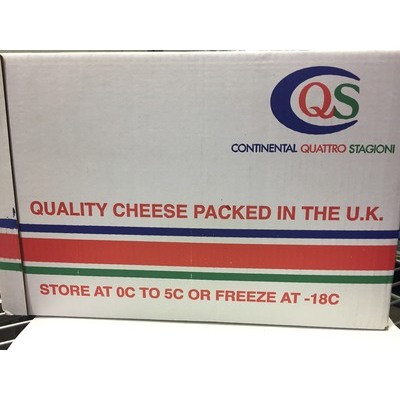 CQS
CONTINENTAL QUATTRO STAGIONI
QUALITY CHEESE PACKED IN THE U.K.
STORE AT 0C TO 5C OR FREEZE AT -18C